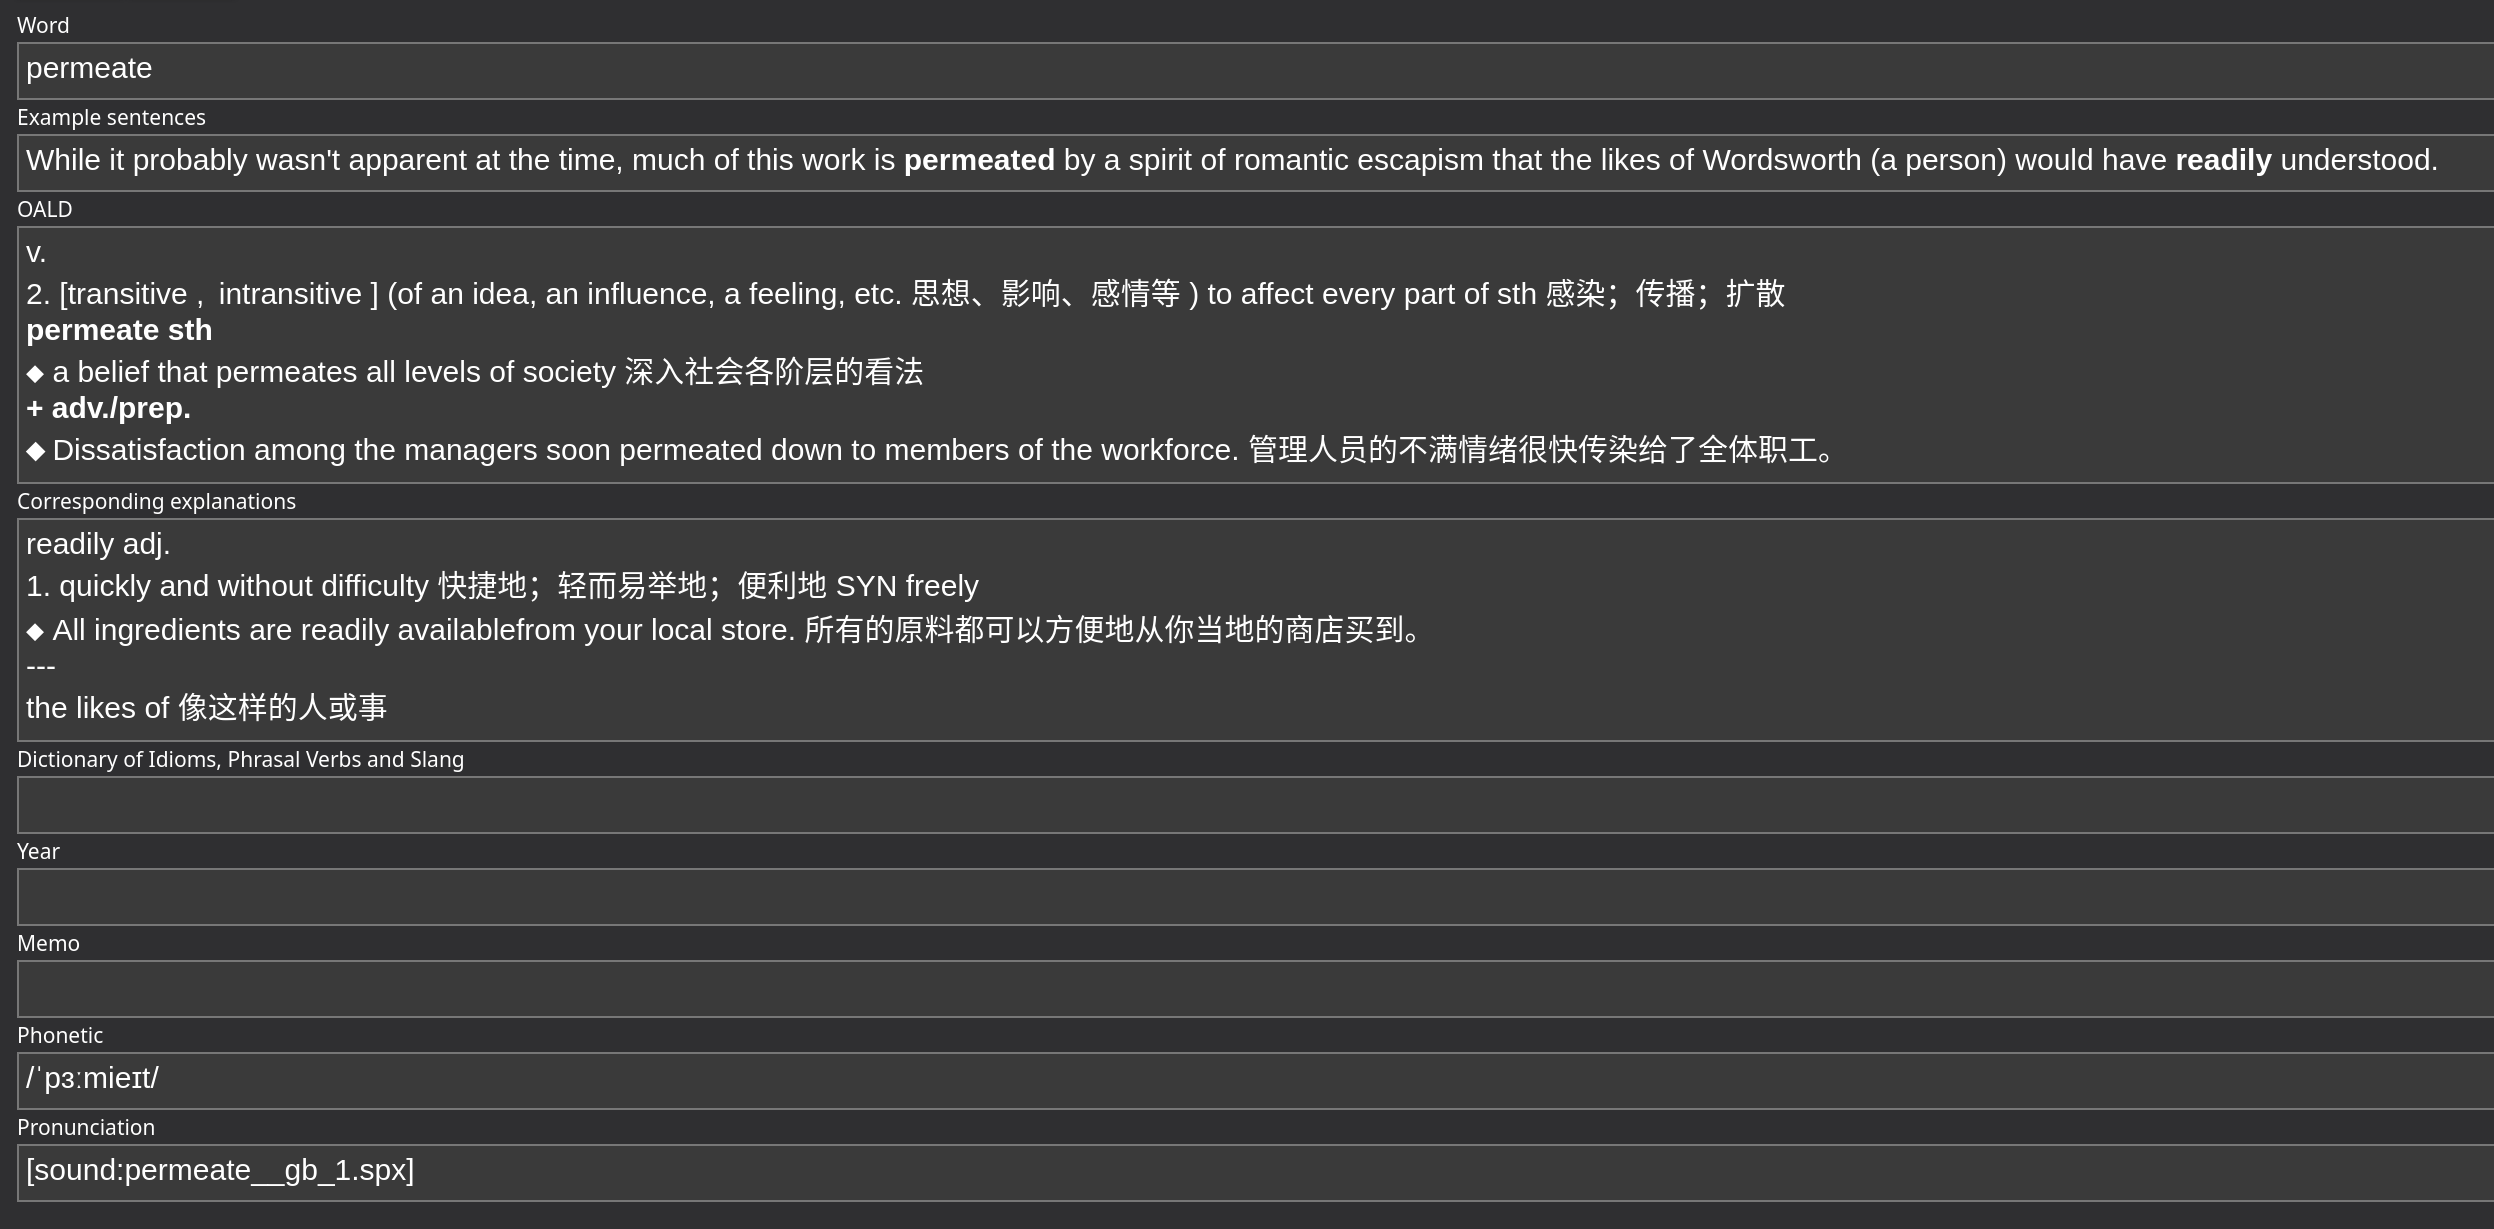 Word
permeate
Example sentences
While it probably wasn't apparent at the time, much of this work is permeated by a spirit of romantic escapism that the likes of Wordsworth (a person) would have readily understood.
OALD
v.
2. [transitive ,  intransitive ] (of an idea, an influence, a feeling, etc. 思想、影响、感情等 ) to affect every part of sth 感染；传播；扩散
permeate sth
◆ a belief that permeates all levels of society 深入社会各阶层的看法
+ adv./prep.
◆ Dissatisfaction among the managers soon permeated down to members of the workforce. 管理人员的不满情绪很快传染给了全体职工。
Corresponding explanations
readily adj.
1. quickly and without difficulty 快捷地；轻而易举地；便利地 SYN freely
◆ All ingredients are readily availablefrom your local store. 所有的原料都可以方便地从你当地的商店买到。
---
the likes of 像这样的人或事
Dictionary of Idioms, Phrasal Verbs and Slang
Year
Memo
Phonetic
/ˈpɜːmieɪt/
Pronunciation
[sound:permeate__gb_1.spx]